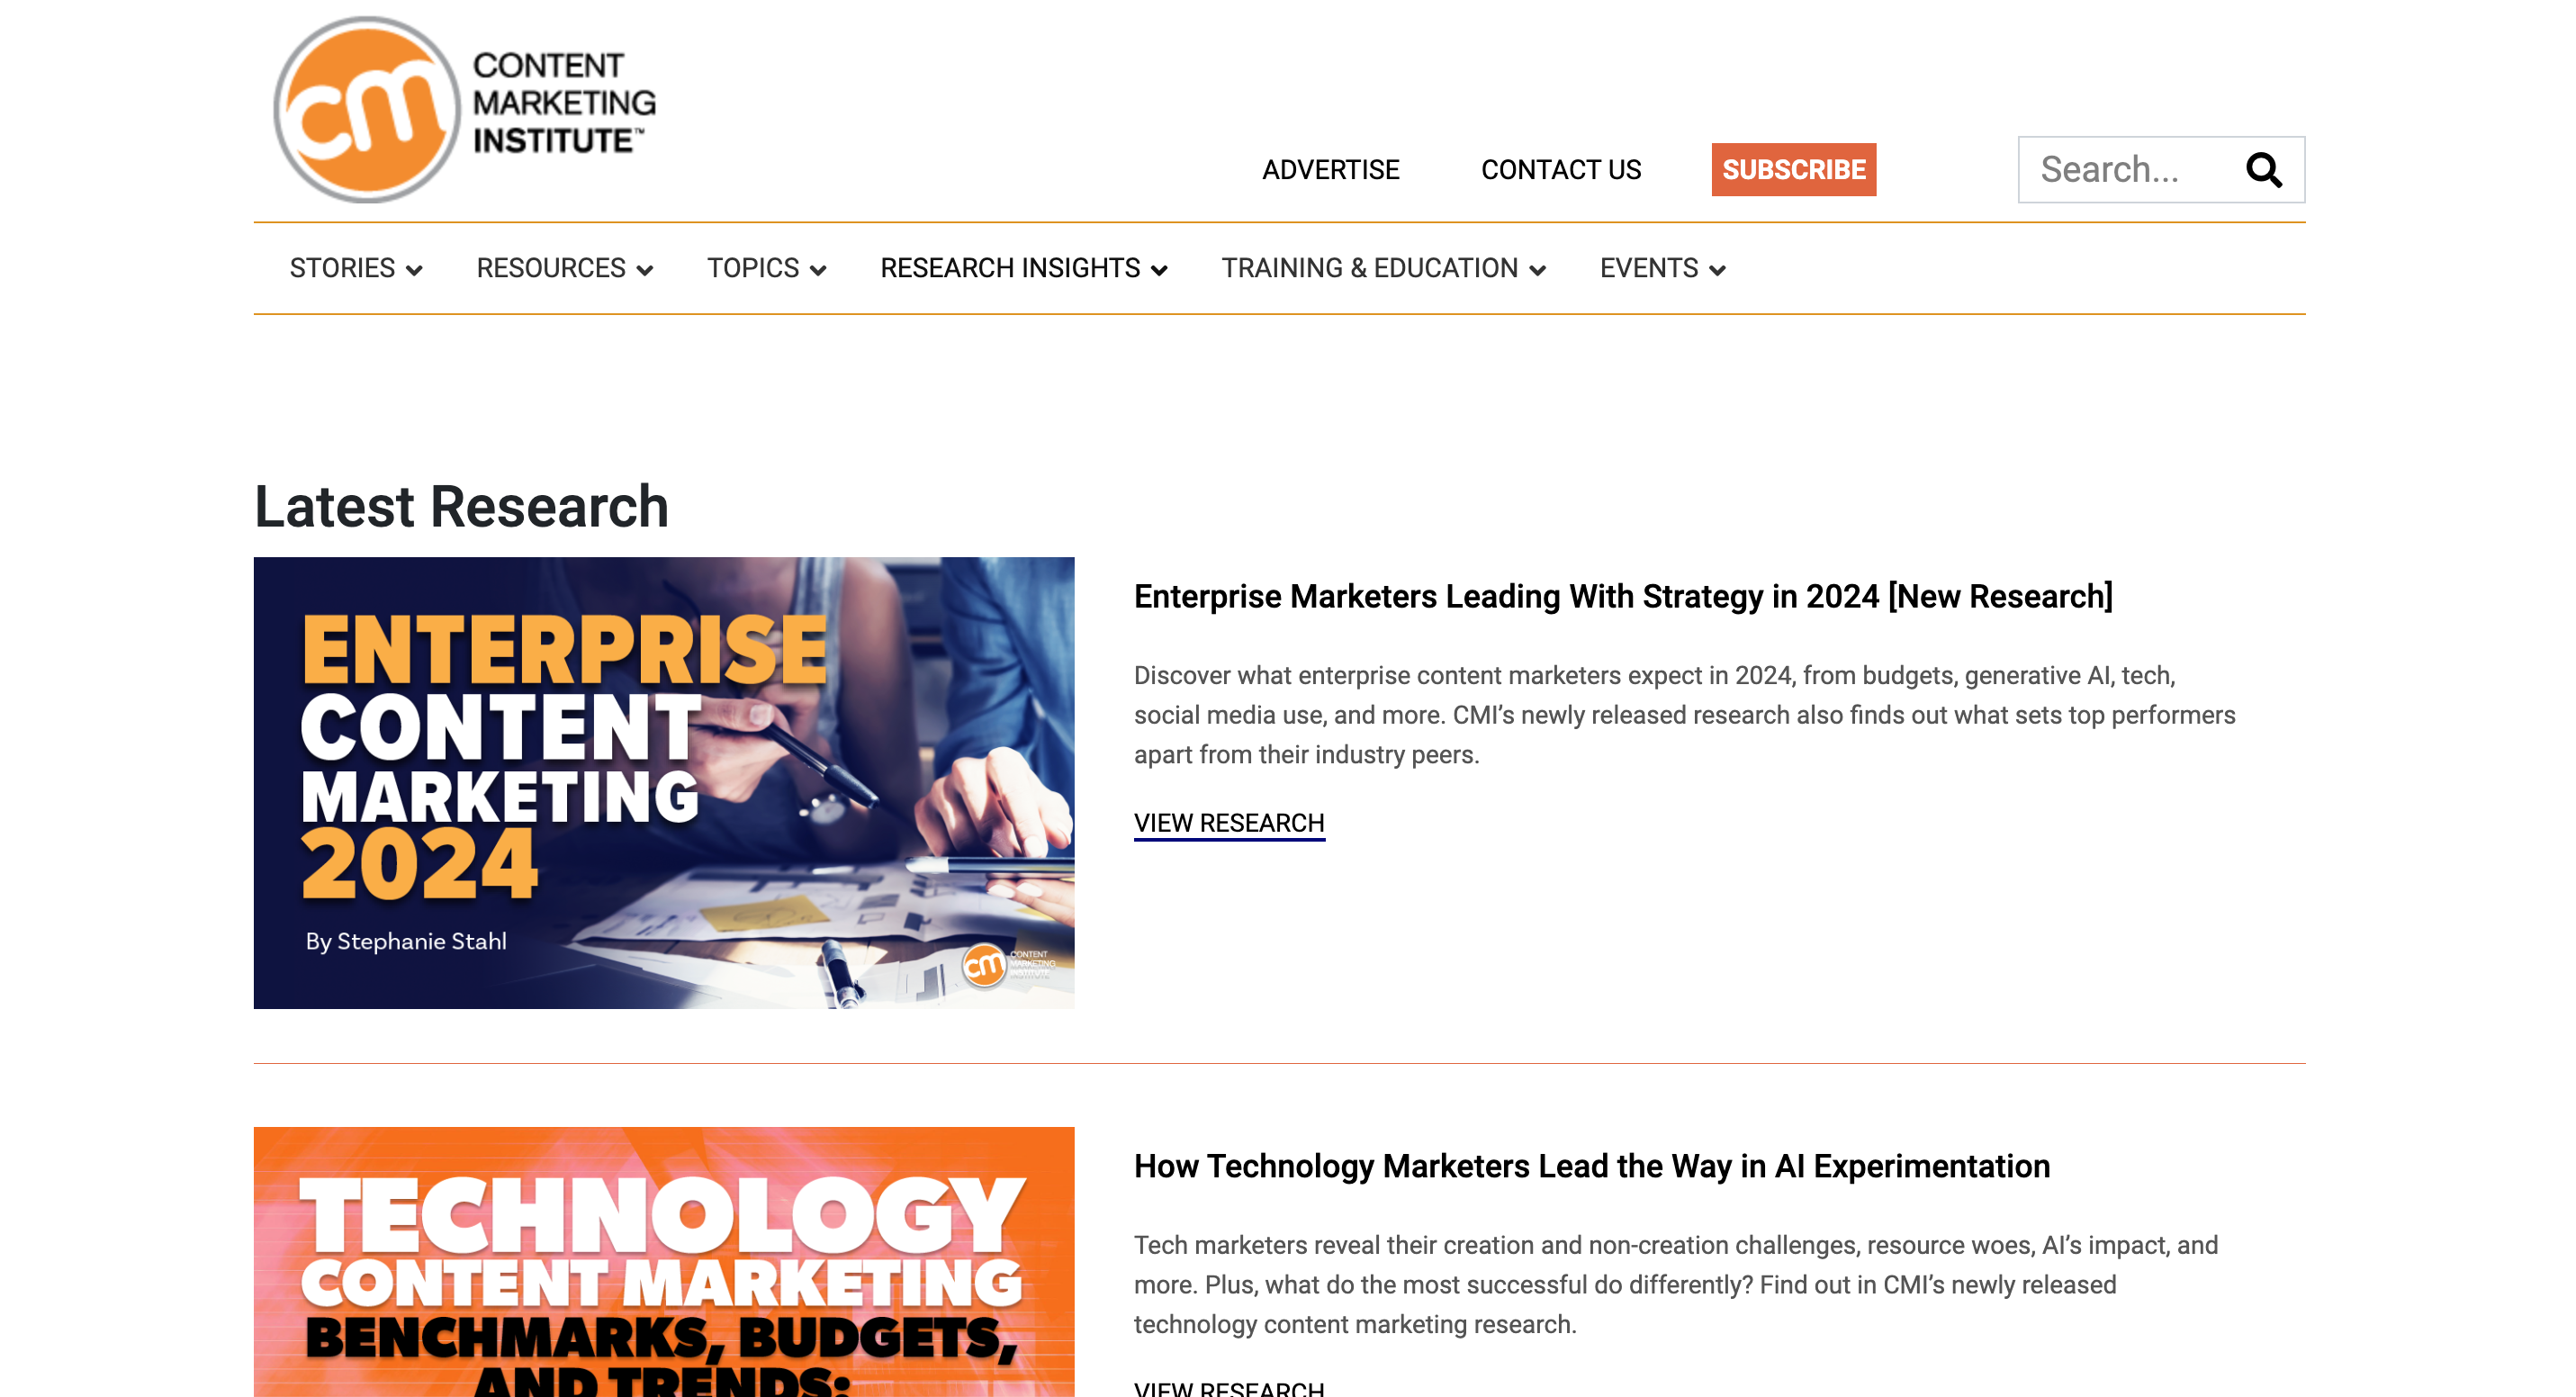 cm
CONTENT
MARKETING
INSTITUTE™
ADVERTISE
CONTACT US
SUBSCRIBE
Search...
STORIES
RESOURCES
TOPICS
RESEARCH INSIGHTS
TRAINING & EDUCATION
EVENTS
Latest Research
ENTERPRISE
CONTENT
MARKETING
2024
By Stephanie Stahl
cm
CONTENT
MARKETING
INSTITUTE
Enterprise Marketers Leading With Strategy in 2024 [New Research]
Discover what enterprise content marketers expect in 2024, from budgets, generative AI, tech,
social media use, and more. CMI’s newly released research also finds out what sets top performers
apart from their industry peers.
VIEW RESEARCH
TECHNOLOGY
CONTENT MARKETING
BENCHMARKS, BUDGETS,
AND TRENDS:
How Technology Marketers Lead the Way in AI Experimentation
Tech marketers reveal their creation and non-creation challenges, resource woes, AI’s impact, and
more. Plus, what do the most successful do differently? Find out in CMI’s newly released
technology content marketing research.
VIEW RESEARCH